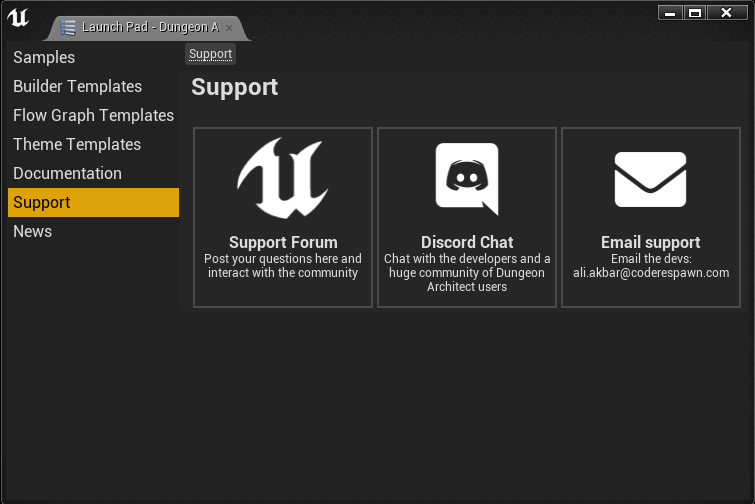 Launch Pad - Dungeon A
Samples
Builder Templates
Flow Graph Templates
Theme Templates
Documentation
Support
News
Support
Support
Support Forum
Post your questions here and
interact with the community
Discord Chat
Chat with the developers and a
huge community of Dungeon
Architect users
Email support
Email the devs:
ali.akbar@coderespawn.com